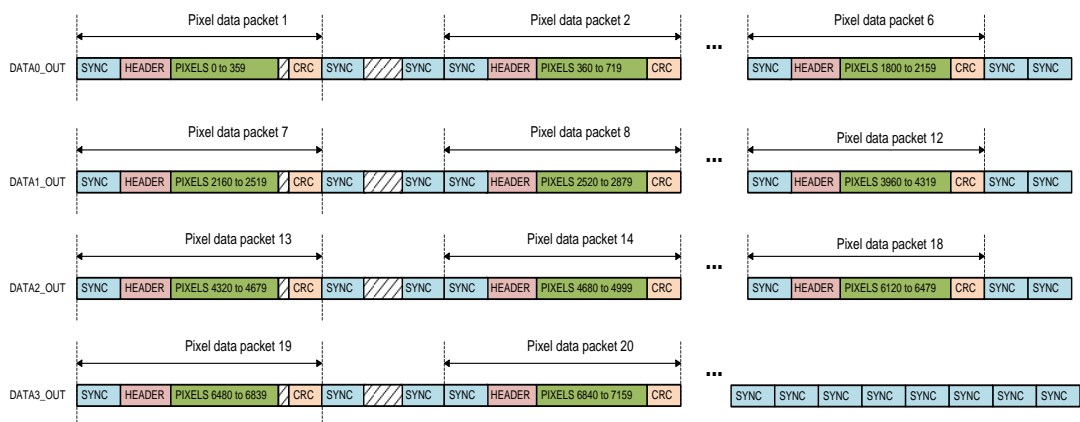 Pixel data packet 1 Pixel data packet 2 Pixel data packet 6
...
DATA0_OUT SYNC HEADER PIXELS 0 to 359 CRC SYNC SYNC SYNC HEADER PIXELS 360 to 719 CRC SYNC HEADER PIXELS 1800 to 2159 CRC SYNC SYNC
Pixel data packet 7 Pixel data packet 8 Pixel data packet 12
...
DATA1_OUT SYNC HEADER PIXELS 2160 to 2519 CRC SYNC SYNC SYNC HEADER PIXELS 2520 to 2879 CRC SYNC HEADER PIXELS 3960 to 4319 CRC SYNC SYNC
Pixel data packet 13 Pixel data packet 14 Pixel data packet 18
...
DATA2_OUT SYNC HEADER PIXELS 4320 to 4679 CRC SYNC SYNC SYNC HEADER PIXELS 4680 to 4999 CRC SYNC HEADER PIXELS 6120 to 6479 CRC SYNC SYNC
Pixel data packet 19 Pixel data packet 20
...
DATA3_OUT SYNC HEADER PIXELS 6480 to 6839 CRC SYNC SYNC SYNC HEADER PIXELS 6840 to 7159 CRC SYNC SYNC SYNC SYNC SYNC SYNC SYNC SYNC